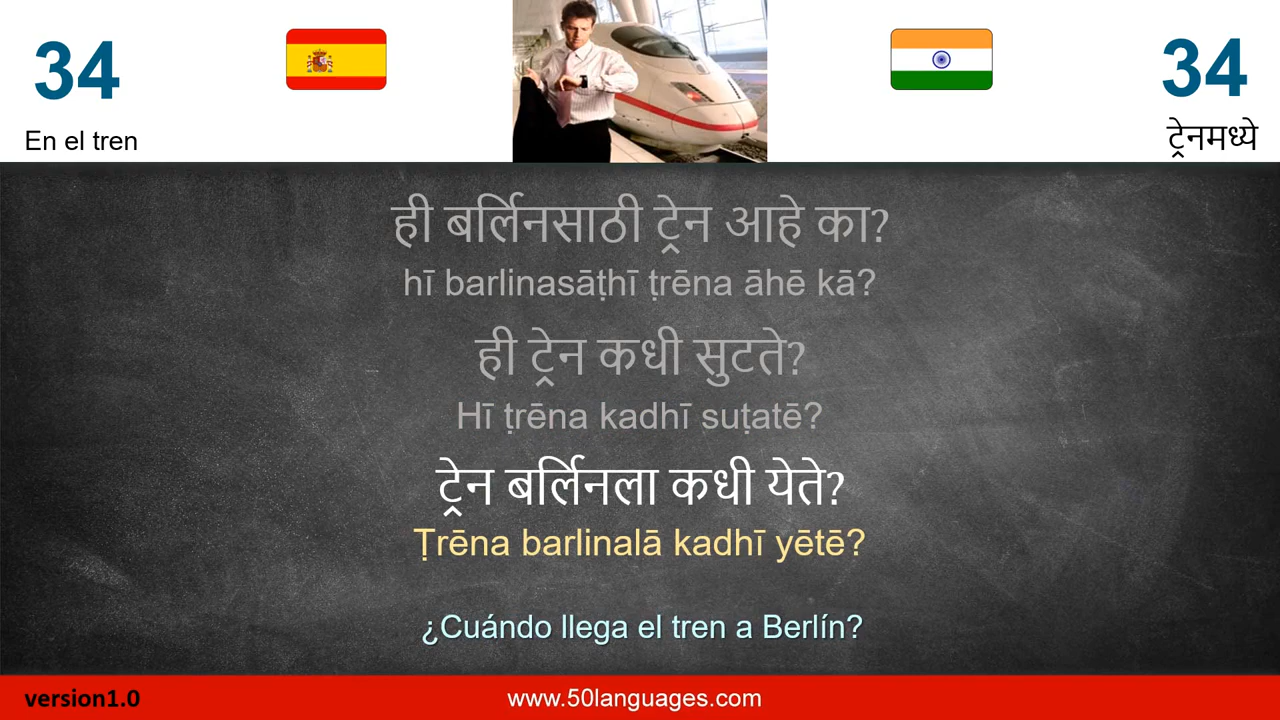 34
34
En el tren
ट्रेनमध्ये
ही बर्लिनसाठी ट्रेन आहे का?
hī barlinasāṭhī ṭrēna āhē kā?
ही ट्रेन कधी सुटते?
Hī ṭrēna kadhī suṭatē?
ट्रेन बर्लिनला कधी येते?
Ṭrēna barlinalā kadhī yētē?
¿Cuándo llega el tren a Berlín?
version1.0
www.50languages.com